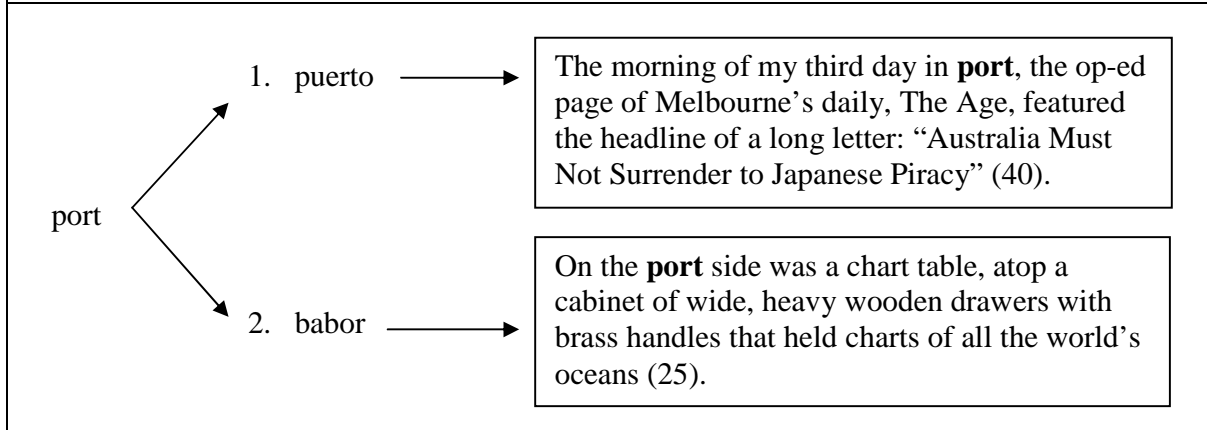 1. puerto
The morning of my third day in port, the op-ed
page of Melbourne's daily, The Age, featured
the headline of a long letter: “Australia Must
Not Surrender to Japanese Piracy” (40).
port
2. babor
On the port side was a chart table, atop a
cabinet of wide, heavy wooden drawers with
brass handles that held charts of all the world's
oceans (25).